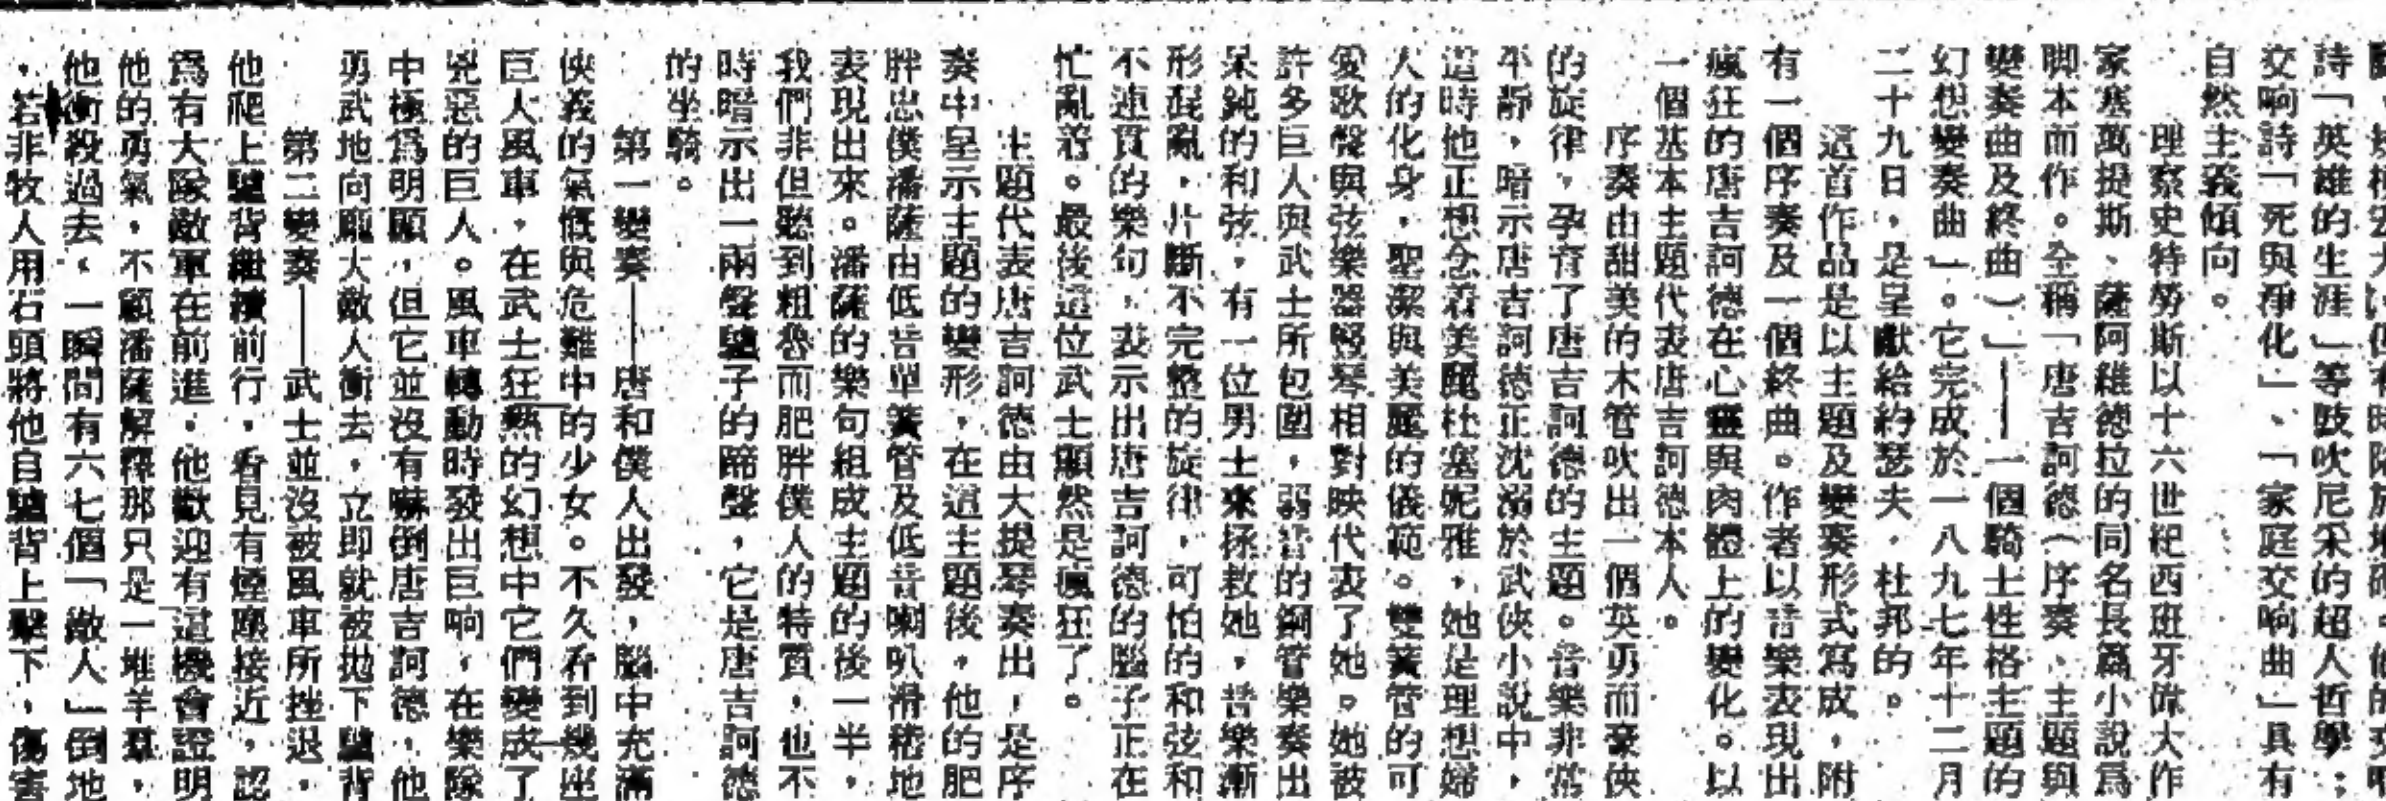 詩「英雄的生涯」等鼓吹尼采的超人哲學；
交响詩「死與淨化」、「家庭交响曲」具有
自然主義傾向。
理察史特勞斯以十六世紀西班牙偉大作
家塞萬提斯、薩阿維德拉的同名長篇小說爲
脚本而作。全稱「唐吉訶德（序奏、主題與
變奏曲及終曲）」——一個騎士性格主題的
幻想變奏曲」。它完成於一八九七年十二月
二十九日，是呈獻給約瑟夫．杜邦的。
這首作品是以主題及變奏形式寫成，附
有一個序奏及一個終曲。作者以音樂表現出
瘋狂的唐吉訶德在心靈與肉體上的變化。以
一個基本主題代表唐吉訶德本人。
序奏由甜美的木管吹出一個英勇而豪俠
的旋律，孕育了唐吉訶德的主題。音樂非常
平靜，暗示唐吉訶德正沈溺於武俠小說中，
這時他正想念着美麗杜塞妮雅，她是理想婦
人的化身，聖潔與美麗的儀範。雙簧管的可
愛歌聲與弦樂器豎琴相對映代表了她。她被
許多巨人與武士所包圍，弱音的銅管樂奏出
呆鈍的和弦，有一位男士來拯救她，音樂漸
形混亂，片斷不完整的旋律，可怕的和弦和
不連貫的樂句，表示出唐吉訶德的腦子正在
忙亂着。最後這位武士顯然是瘋狂了。
主題代表唐吉訶德由大提琴奏出，是序
奏中呈示主題的變形，在這主題後，他的肥
胖忠僕潘薩由低音單簧管及低音喇叭滑稽地
表現出來。潘薩的樂句組成主題的後一半，
我們非但聽到粗魯而肥胖僕人的特質，也不
時暗示出一兩聲驢子的蹄聲，它是唐吉訶德
的坐騎。
第一變奏——唐和僕人出發，腦中充滿
俠義的氣慨與危難中的少女。不久看到幾座
巨大風車，在武士狂熱的幻想中它們變成了
兇惡的巨人。風車轉動時發出巨响，在樂隊
中極爲明顯，但它並沒有嚇倒唐吉訶德，他
勇武地向龐大敵人衝去，立即就被拋下驢背
第二變奏——武士並沒被風車所挫退，
他爬上驢背繼續前行，看見有煙塵接近，認
爲有大隊敵軍在前進．他歡迎有這機會證明
他的勇氣，不顧潘薩解釋那只是一堆羊羣，
他衝殺過去，一瞬間有六七個「敵人」倒地
，若非牧人用石頭將他自驢背上擊下，傷害